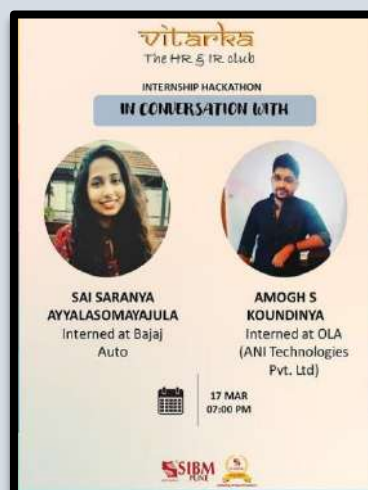 vitarka
The HR & IR club
INTERNSHIP HACKATHON
IN CONVERSATION WITH
SAI SARANYA
AYYALASOMAYAJULA
Interned at Bajaj
Auto
AMOGH S
KOUNDINYA
Interned at OLA
(ANI Technologies
Pvt. Ltd)
17 MAR
07:00 PM
SIBM
PUNE